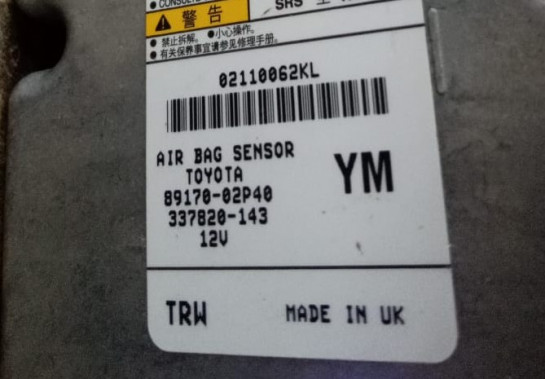 ● CONSULT
SRS
警告
● 禁止拆解。 ●小心操作。
● 有关保养事宜请参见修理手册。
02110062KL
AIR BAG SENSOR
TOYOTA
YM
89170-02P40
337820-143
12V
TRW MADE IN UK